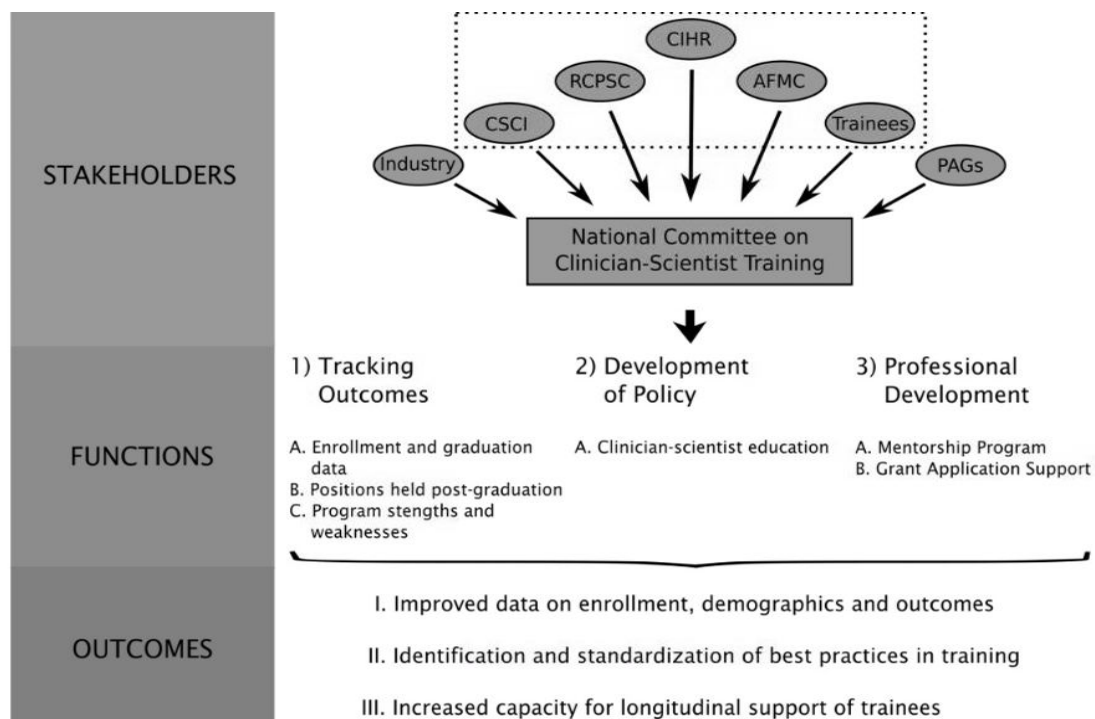 CIHR
RCPSC
AFMC
CSCI
Trainees
Industry
PAGs
STAKEHOLDERS
National Committee on
Clinician-Scientist Training
1) Tracking
Outcomes
2) Development
of Policy
3) Professional
Development
FUNCTIONS
A. Enrollment and graduation
data
B. Positions held post-graduation
C. Program stengths and
weaknesses
A. Clinician-scientist education
A. Mentorship Program
B. Grant Application Support
OUTCOMES
I. Improved data on enrollment, demographics and outcomes
II. Identification and standardization of best practices in training
III. Increased capacity for longitudinal support of trainees